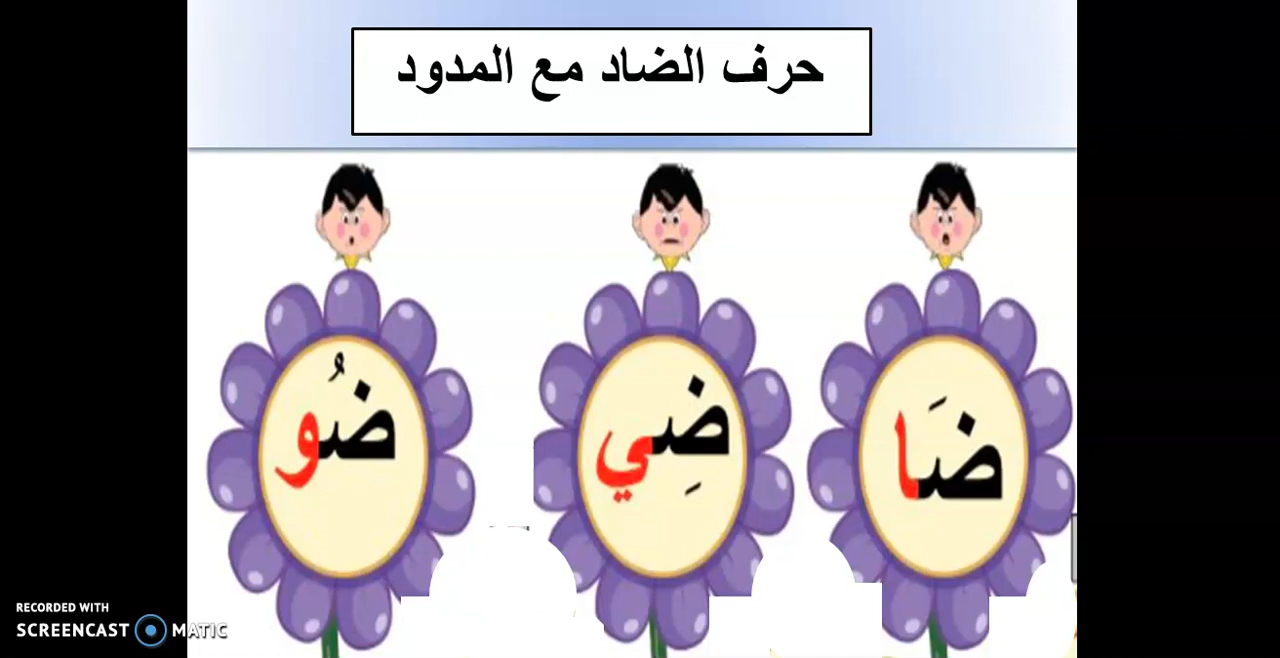 حرف الضاد مع المدود
ضَا ضِي ضُو
RECORDED WITH
SCREENCAST MATIC